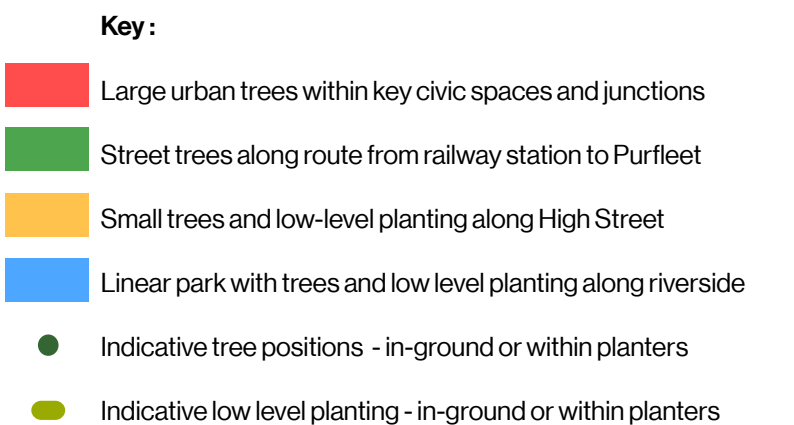 Key :
Large urban trees within key civic spaces and junctions
Street trees along route from railway station to Purfleet
Small trees and low-level planting along High Street
Linear park with trees and low level planting along riverside
Indicative tree positions - in-ground or within planters
Indicative low level planting - in-ground or within planters